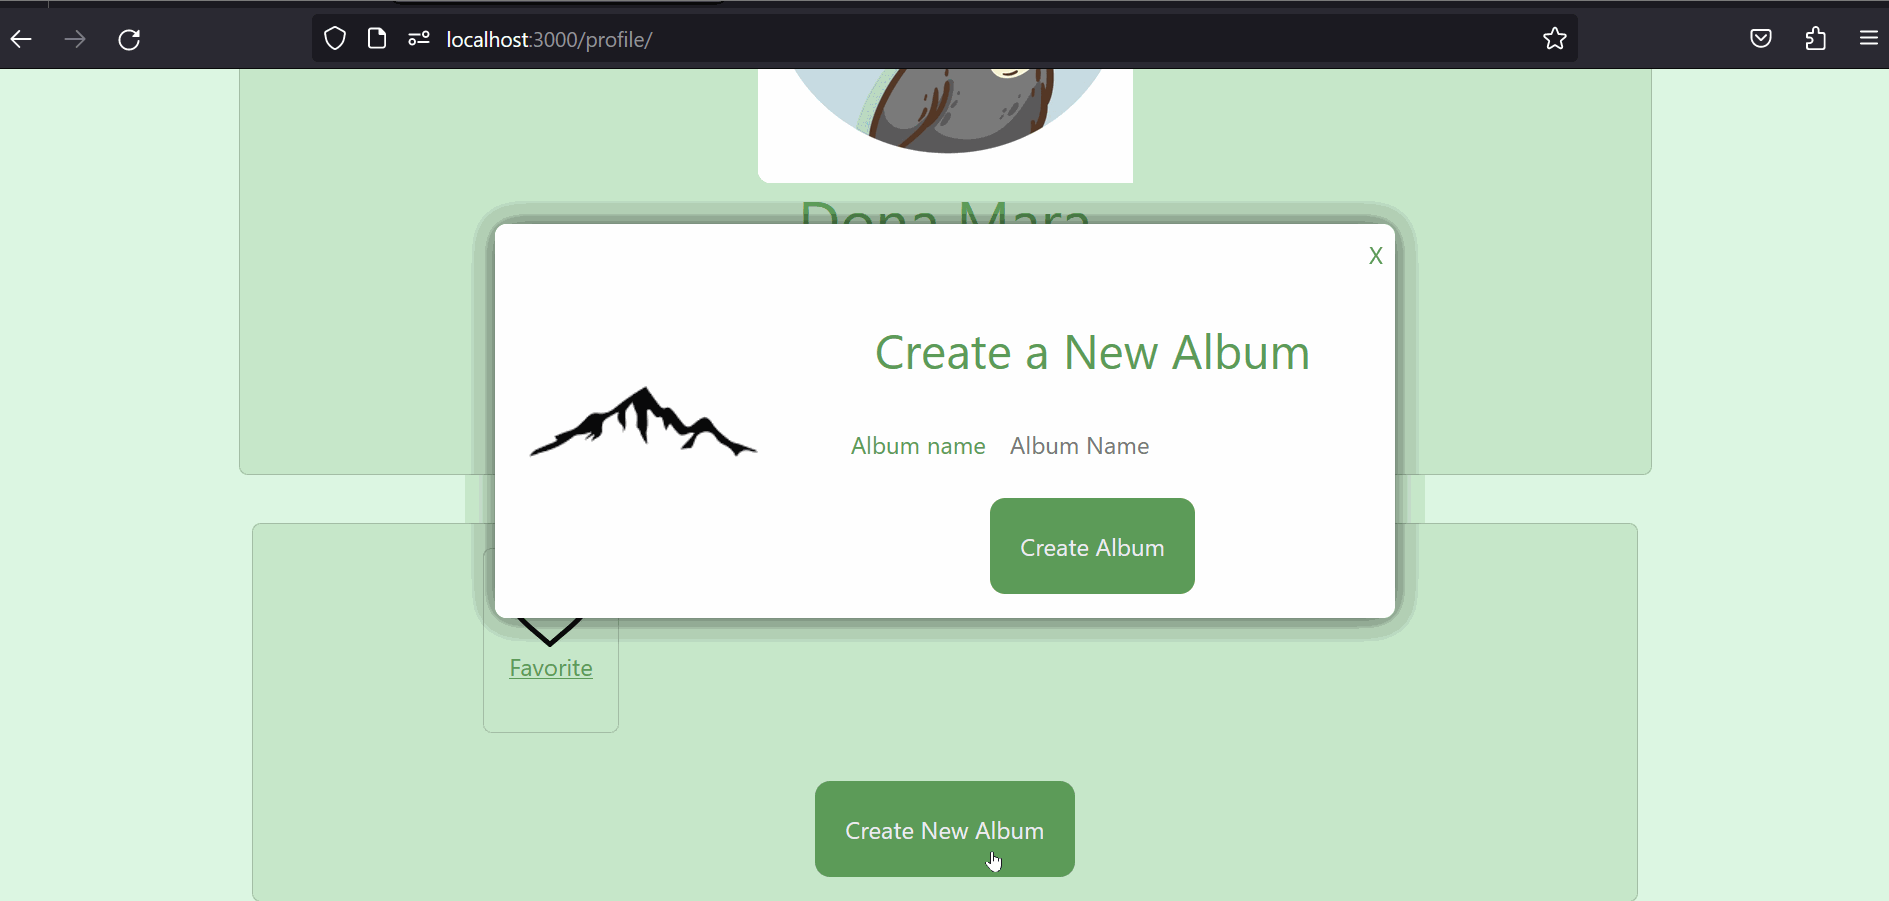 localhost:3000/profile/
Dona Mara
X
Create a New Album
Album name Album Name
Create Album
Favorite
Create New Album